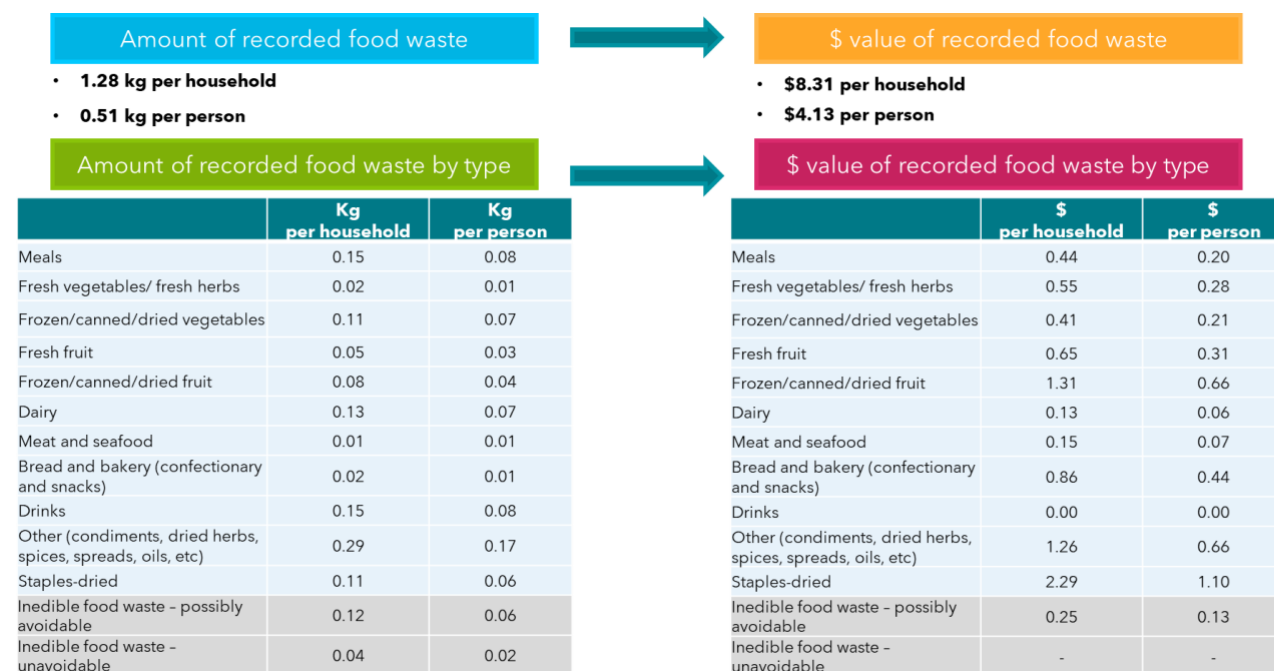 Amount of recorded food waste
• 1.28 kg per household
• 0.51 kg per person
Amount of recorded food waste by type
Kg per household Kg per person
Meals 0.15 0.08
Fresh vegetables/ fresh herbs 0.02 0.01
Frozen/canned/dried vegetables 0.11 0.07
Fresh fruit 0.05 0.03
Frozen/canned/dried fruit 0.08 0.04
Dairy 0.13 0.07
Meat and seafood 0.01 0.01
Bread and bakery (confectionary
and snacks) 0.02 0.01
Drinks 0.15 0.08
Other (condiments, dried herbs,
spices, spreads, oils, etc) 0.29 0.17
Staples-dried 0.11 0.06
Inedible food waste – possibly
avoidable 0.12 0.06
Inedible food waste –
unavoidable 0.04 0.02
$ value of recorded food waste
• $8.31 per household
• $4.13 per person
$ value of recorded food waste by type
$ per household $ per person
Meals 0.44 0.20
Fresh vegetables/ fresh herbs 0.55 0.28
Frozen/canned/dried vegetables 0.41 0.21
Fresh fruit 0.65 0.31
Frozen/canned/dried fruit 1.31 0.66
Dairy 0.13 0.06
Meat and seafood 0.15 0.07
Bread and bakery (confectionary
and snacks) 0.86 0.44
Drinks 0.00 0.00
Other (condiments, dried herbs,
spices, spreads, oils, etc) 1.26 0.66
Staples-dried 2.29 1.10
Inedible food waste – possibly
avoidable 0.25 0.13
Inedible food waste –
unavoidable - -